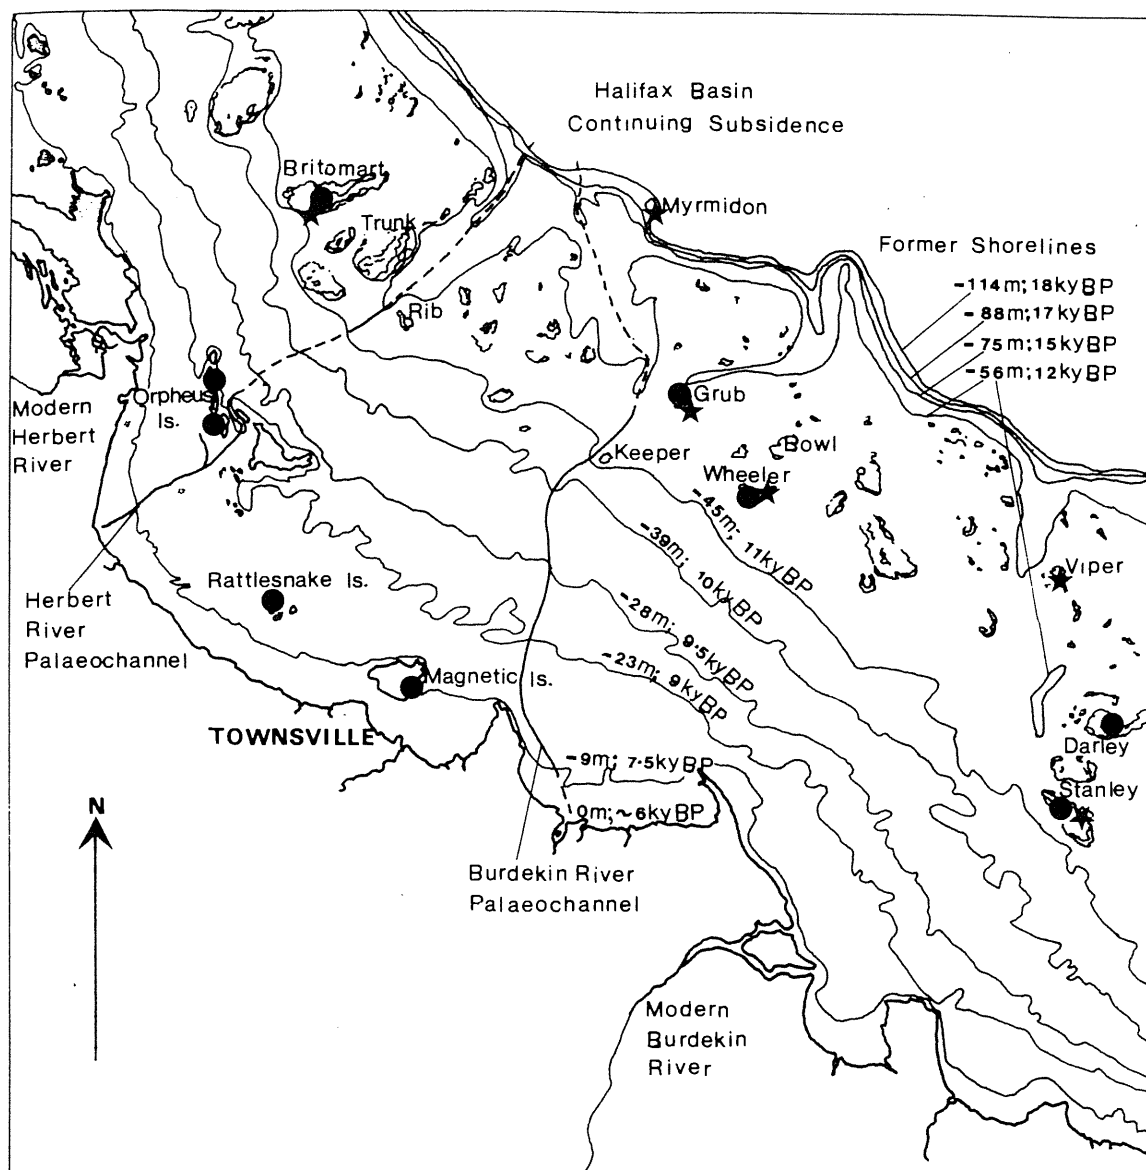 Halifax Basin
Continuing Subsidence
Britomart
Trunk
Myrmidon
Former Shorelines
-114m; 18kyBP
-88m; 17kyBP
-75m; 15kyBP
-56m; 12kyBP
Rib
Grub
Orpheus
Is.
Modern
Herbert
River
Keeper
Bowl
Wheeler
-45m; 11kyBP
-39m; 10kyBP
-28m; 9·5kyBP
-23m; 9kyBP
Viper
Rattlesnake Is.
Herbert
River
Palaeochannel
Magnetic Is.
TOWNSVILLE
-9m; 7·5kyBP
0m; ~6kyBP
Darley
Stanley
N
Burdekin River
Palaeochannel
Modern
Burdekin
River